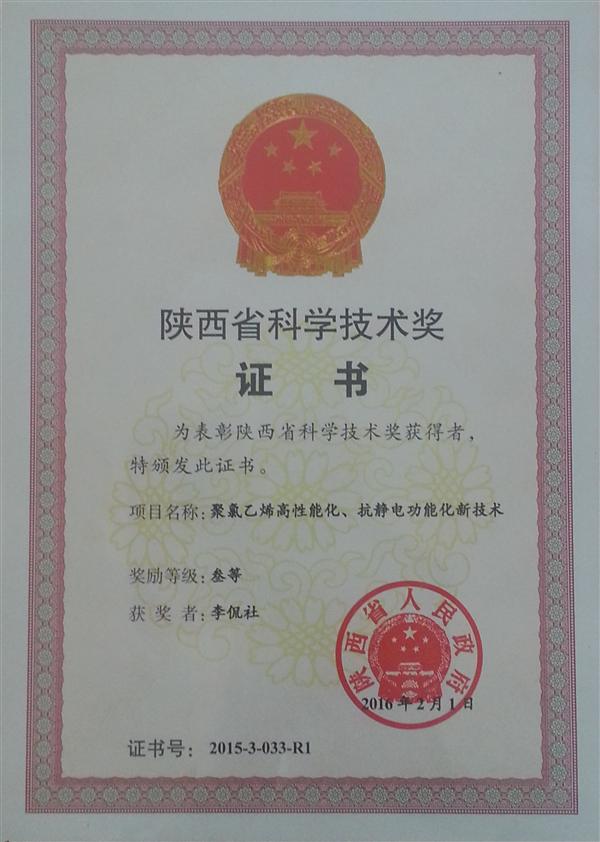 陕西省科学技术奖
证 书
为表彰陕西省科学技术奖获得者，
特颁发此证书。
项目名称：聚氯乙烯高性能化、抗静电功能化新技术
奖励等级：叁等
获 奖 者：李侃社
陕西省人民政府
2016 年 2 月 1 日
证书号： 2015-3-033-R1